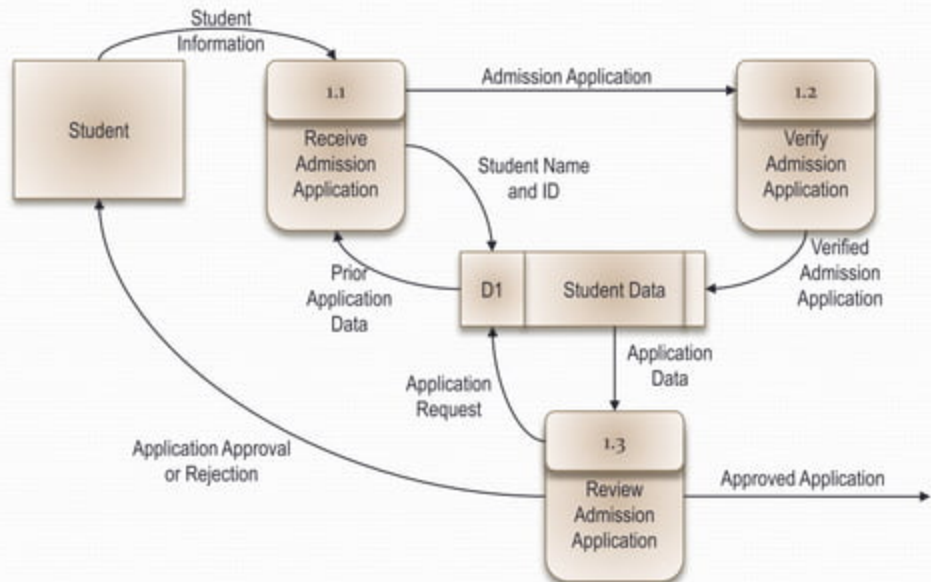 Student
Information
Student
1.1
Receive
Admission
Application
Admission Application
1.2
Verify
Admission
Application
Student Name
and ID
Prior
Application
Data
D1
Student Data
Verified
Admission
Application
Application
Data
Application
Request
Application Approval
or Rejection
1.3
Review
Admission
Application
Approved Application